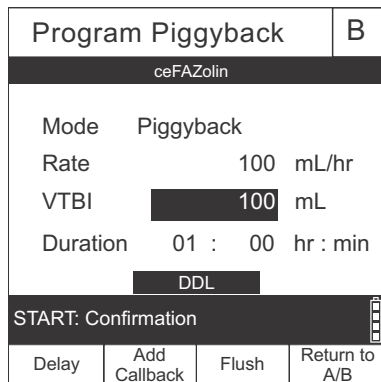 Program Piggyback B
ceFAZolin
Mode Piggyback
Rate 100 mL/hr
VTBI 100 mL
Duration 01 : 00 hr : min
DDL
START: Confirmation
Delay Add Callback Flush Return to A/B